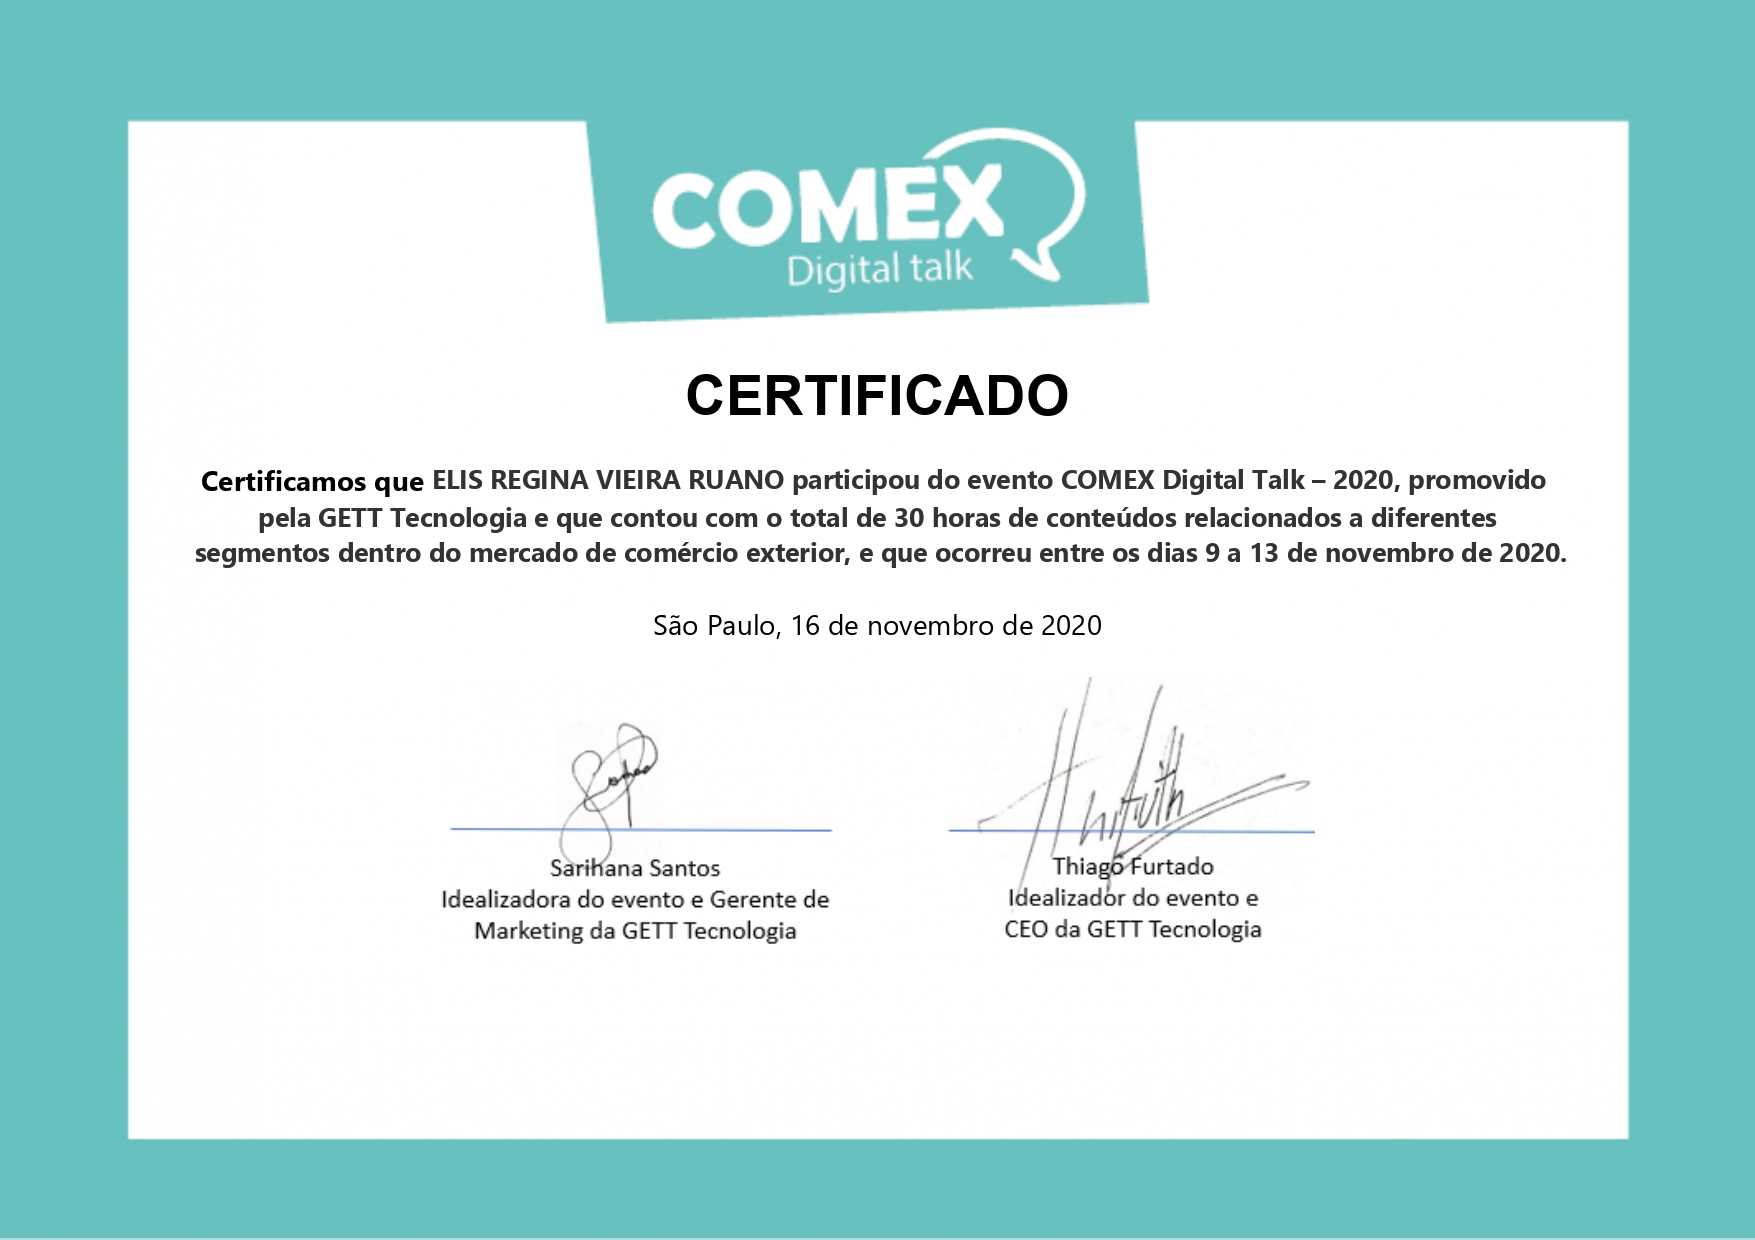 COMEX
Digital talk
CERTIFICADO
Certificamos que ELIS REGINA VIEIRA RUANO participou do evento COMEX Digital Talk – 2020, promovido
pela GETT Tecnologia e que contou com o total de 30 horas de conteúdos relacionados a diferentes
segmentos dentro do mercado de comércio exterior, e que ocorreu entre os dias 9 a 13 de novembro de 2020.
São Paulo, 16 de novembro de 2020
Sarihana Santos
Idealizadora do evento e Gerente de
Marketing da GETT Tecnologia
Thiago Furtado
Idealizador do evento e
CEO da GETT Tecnologia